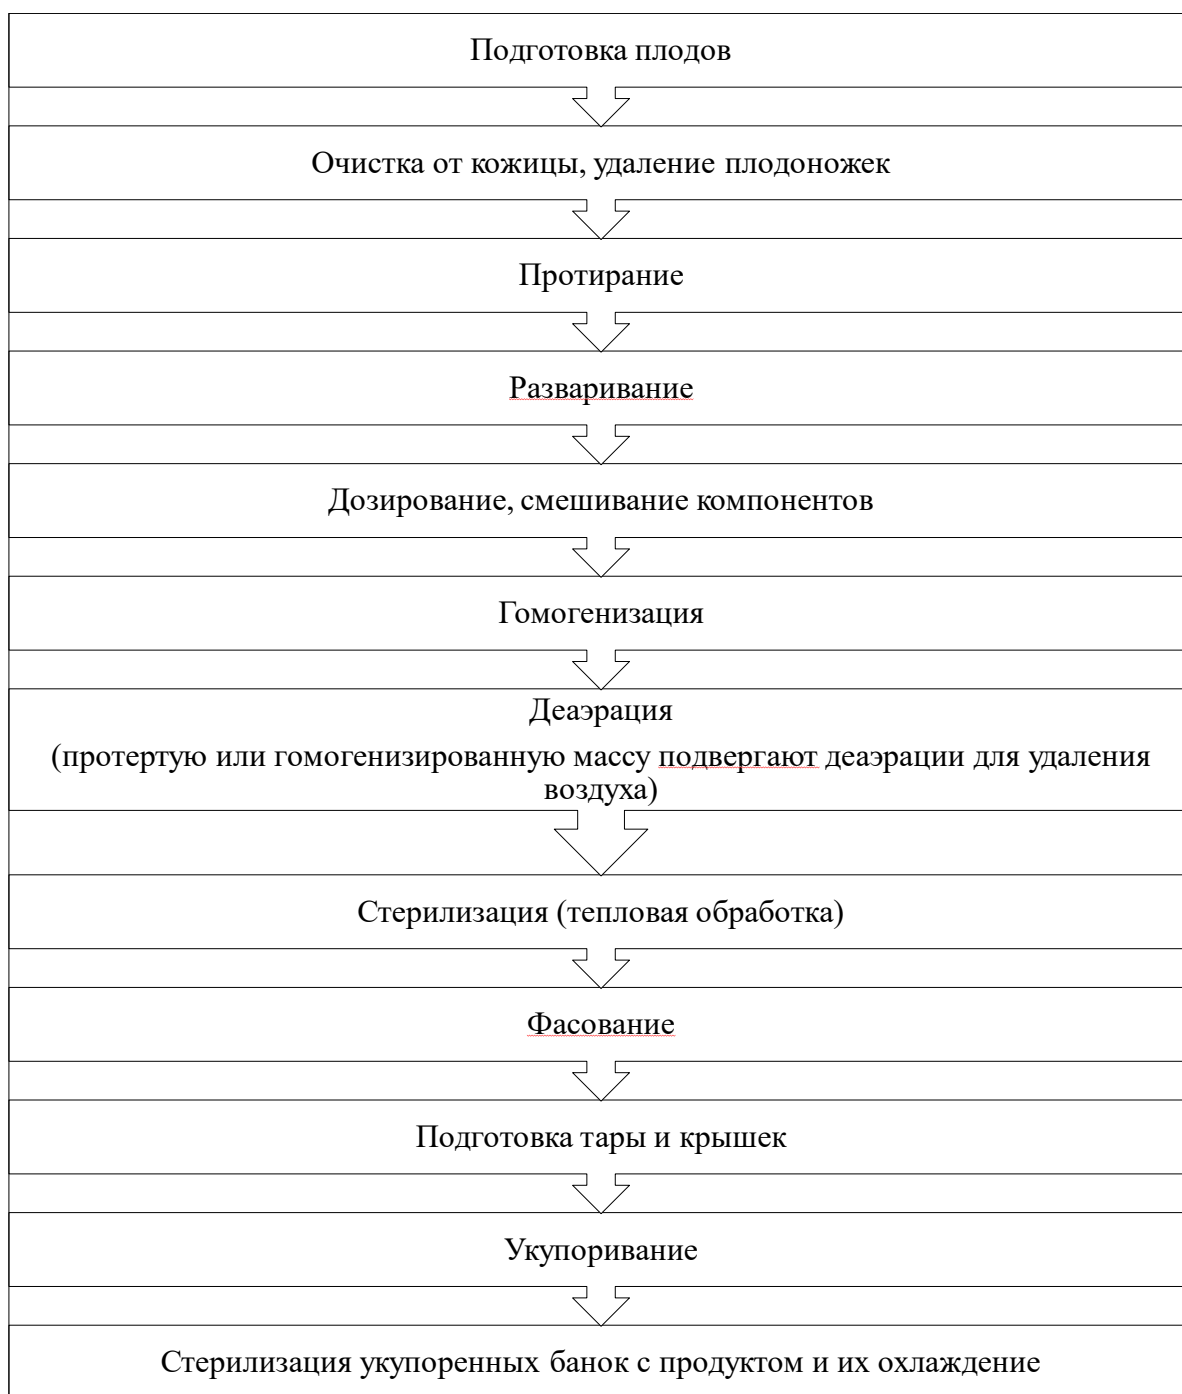 Подготовка плодов
Очистка от кожицы, удаление плодоножек
Протирание
Разваривание
Дозирование, смешивание компонентов
Гомогенизация
Деаэрация
(протертую или гомогенизированную массу подвергают деаэрации для удаления
воздуха)
Стерилизация (тепловая обработка)
Фасование
Подготовка тары и крышек
Укупоривание
Стерилизация укупоренных банок с продуктом и их охлаждение